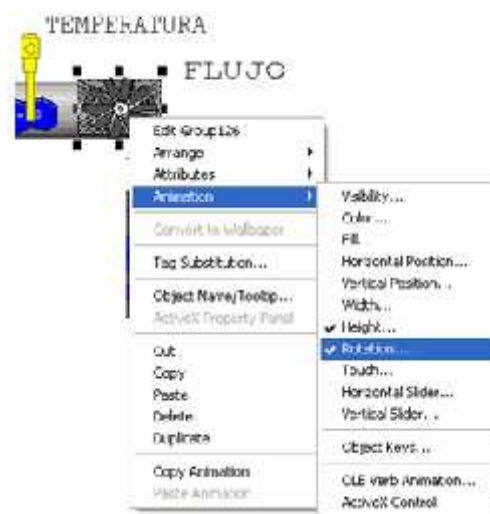 TEMPERATURA
FLUJO
Edit Group126
Arrange
Attributes
Animation
Convert to Wallpaper
Tag Substitution...
Object Name/Tooltip...
ActiveX Property Panel
Cut
Copy
Paste
Delete
Duplicate
Copy Animation
Paste Animation
Visibility...
Color...
Fill
Horizontal Position...
Vertical Position...
Width...
Height...
Rotation...
Touch...
Horizontal Slider...
Vertical Slider...
Object Keys...
OLE Verb Animation...
ActiveX Control